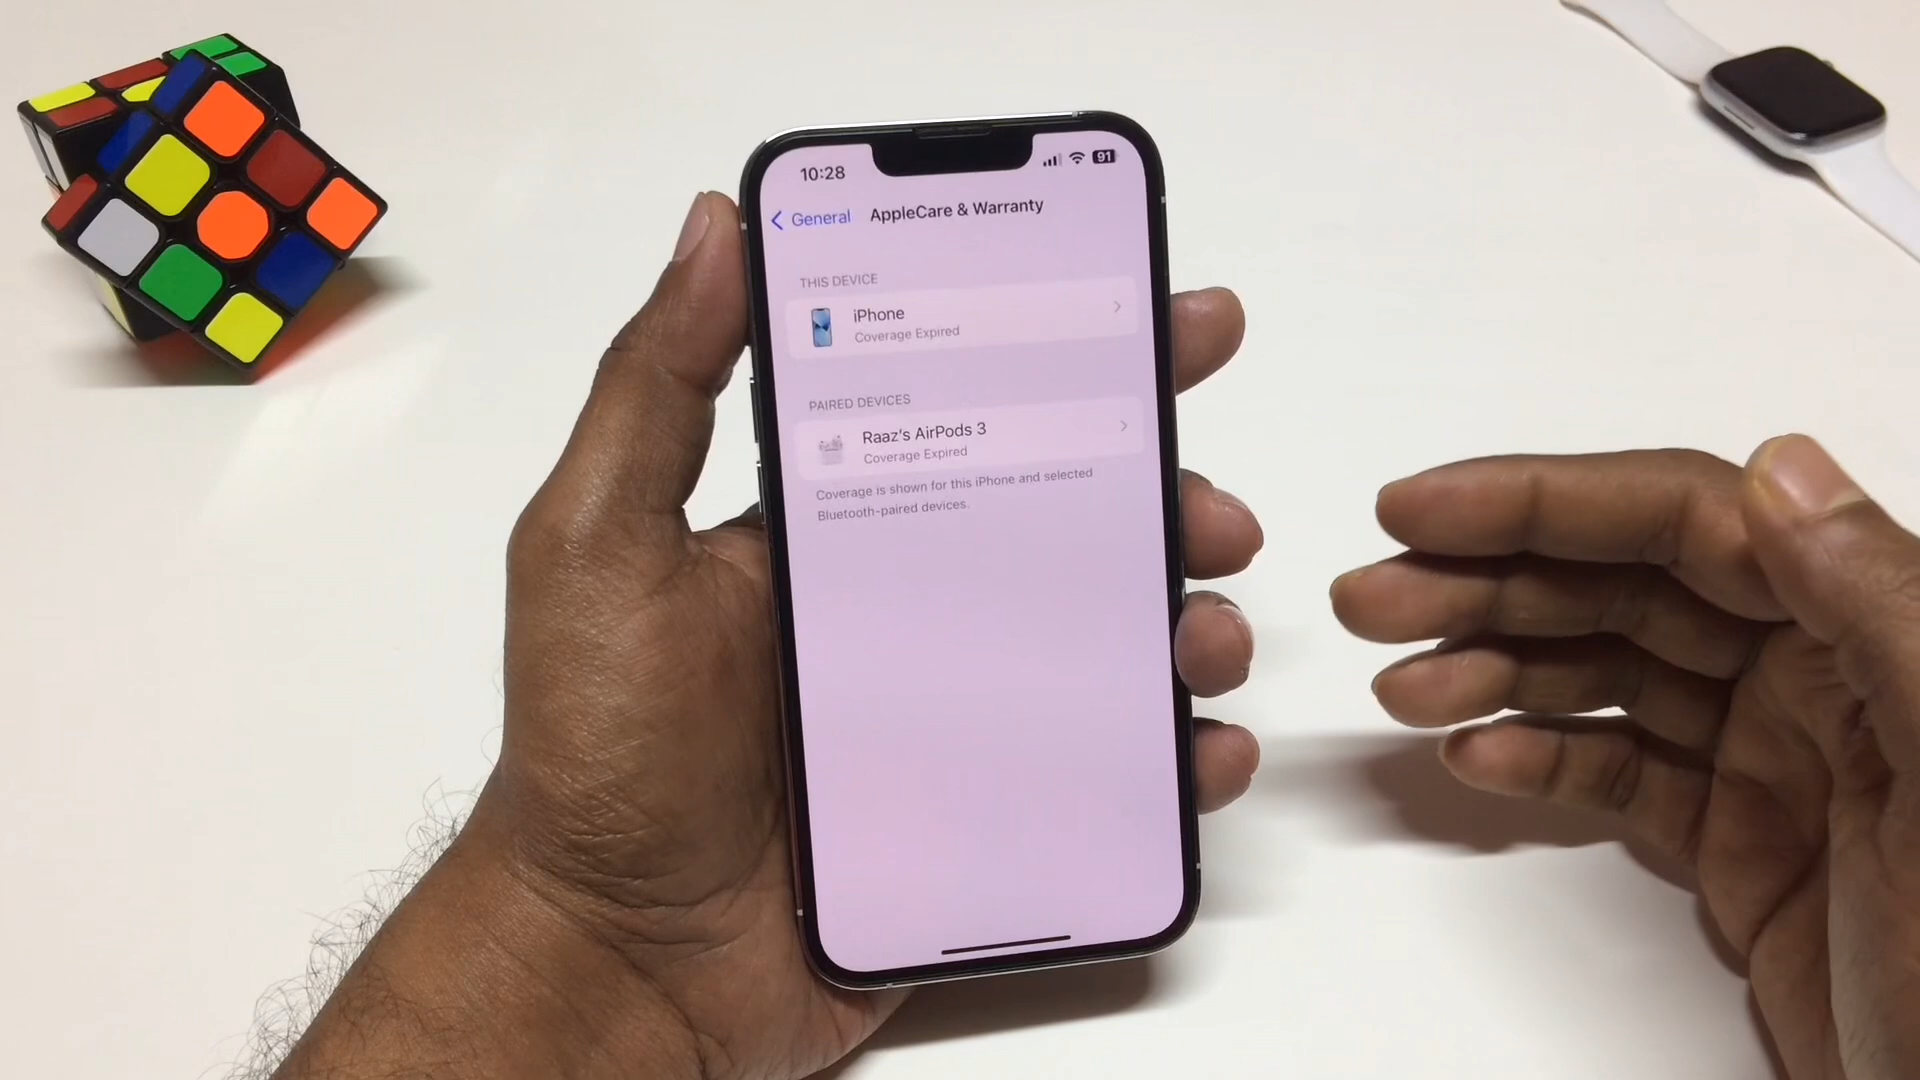 10:28
91
General
AppleCare & Warranty
THIS DEVICE
iPhone
Coverage Expired
PAIRED DEVICES
Raaz's AirPods 3
Coverage Expired
Coverage is shown for this iPhone and selected
Bluetooth-paired devices.